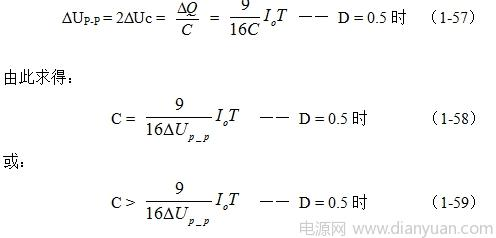 ΔUP-P = 2ΔUc = ΔQ/C = 9/16C IoT —— D = 0.5 时 (1-57)
由此求得：
C = 9/16ΔUp_p IoT —— D = 0.5 时 (1-58)
或：
C > 9/16ΔUp_p IoT —— D = 0.5 时 (1-59)
电源网 www.dianyuan.com